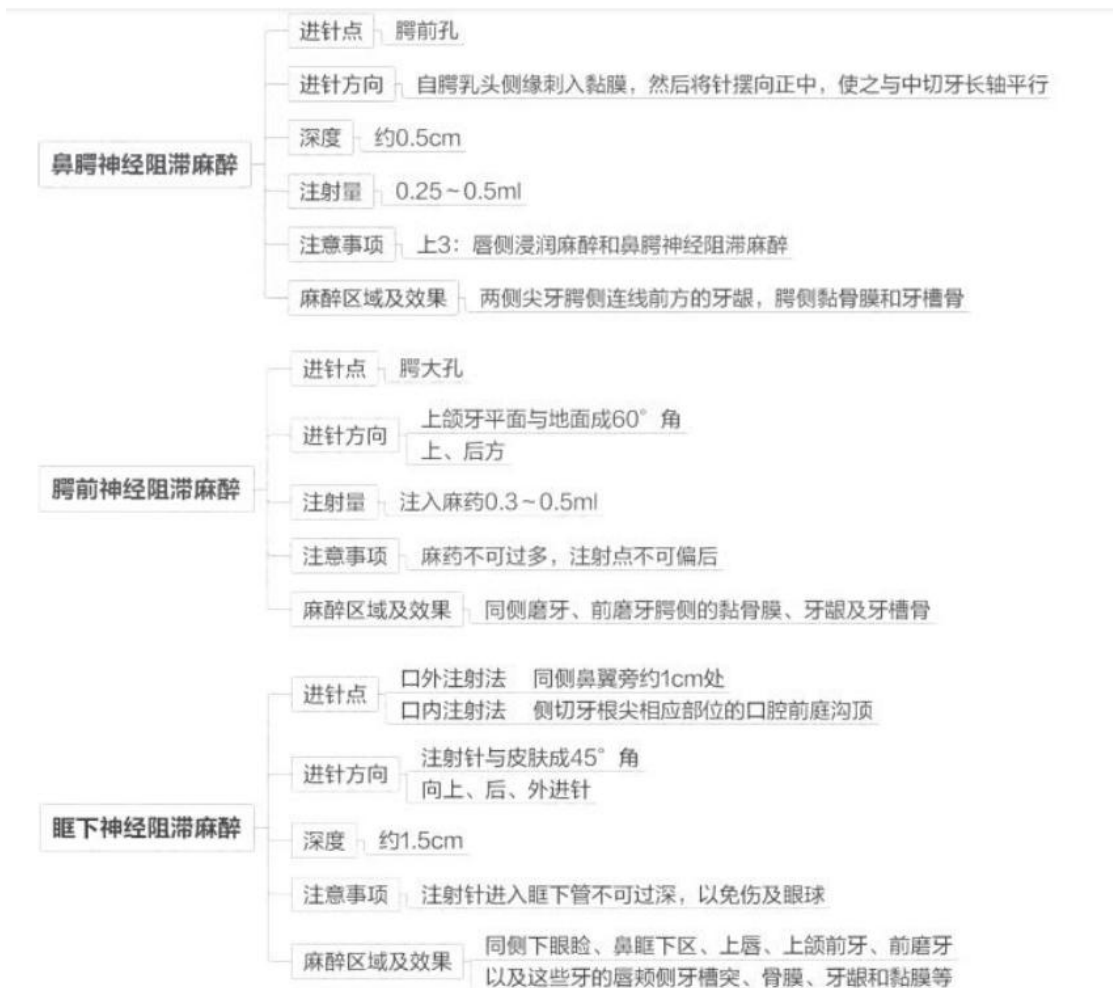 进针点 腭前孔
进针方向 自腭乳头侧缘刺入黏膜，然后将针摆向正中，使之与中切牙长轴平行
深度 约0.5cm
鼻腭神经阻滞麻醉
注射量 0.25~0.5ml
注意事项 上3：唇侧浸润麻醉和鼻腭神经阻滞麻醉
麻醉区域及效果 两侧尖牙腭侧连线前方的牙龈，腭侧黏骨膜和牙槽骨
进针点 腭大孔
进针方向 上颌牙平面与地面成60°角
上、后方
腭前神经阻滞麻醉
注射量 注入麻药0.3~0.5ml
注意事项 麻药不可过多，注射点不可偏后
麻醉区域及效果 同侧磨牙、前磨牙腭侧的黏骨膜、牙龈及牙槽骨
进针点 口外注射法 同侧鼻翼旁约1cm处
口内注射法 侧切牙根尖相应部位的口腔前庭沟顶
进针方向 注射针与皮肤成45°角
向上、后、外进针
眶下神经阻滞麻醉
深度 约1.5cm
注意事项 注射针进入眶下管不可过深，以免伤及眼球
麻醉区域及效果 同侧下眼睑、鼻眶下区、上唇、上颌前牙、前磨牙
以及这些牙的唇颊侧牙槽突、骨膜、牙龈和黏膜等